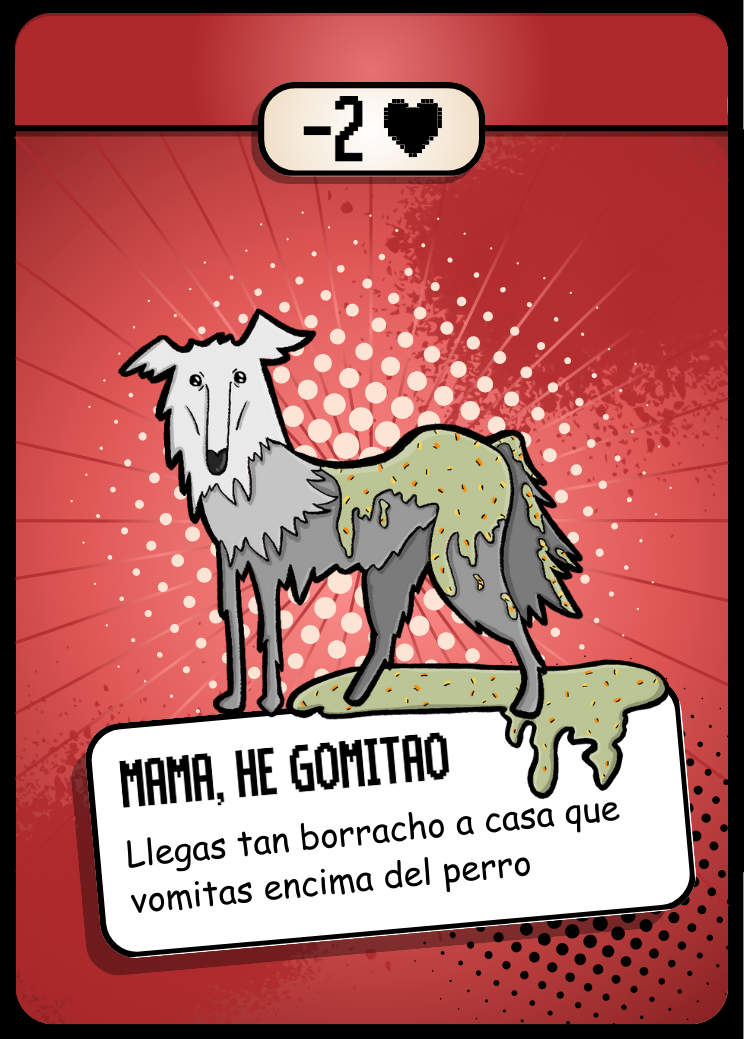 -2
MAMA, HE GOMITAO
Llegas tan borracho a casa que
vomitas encima del perro